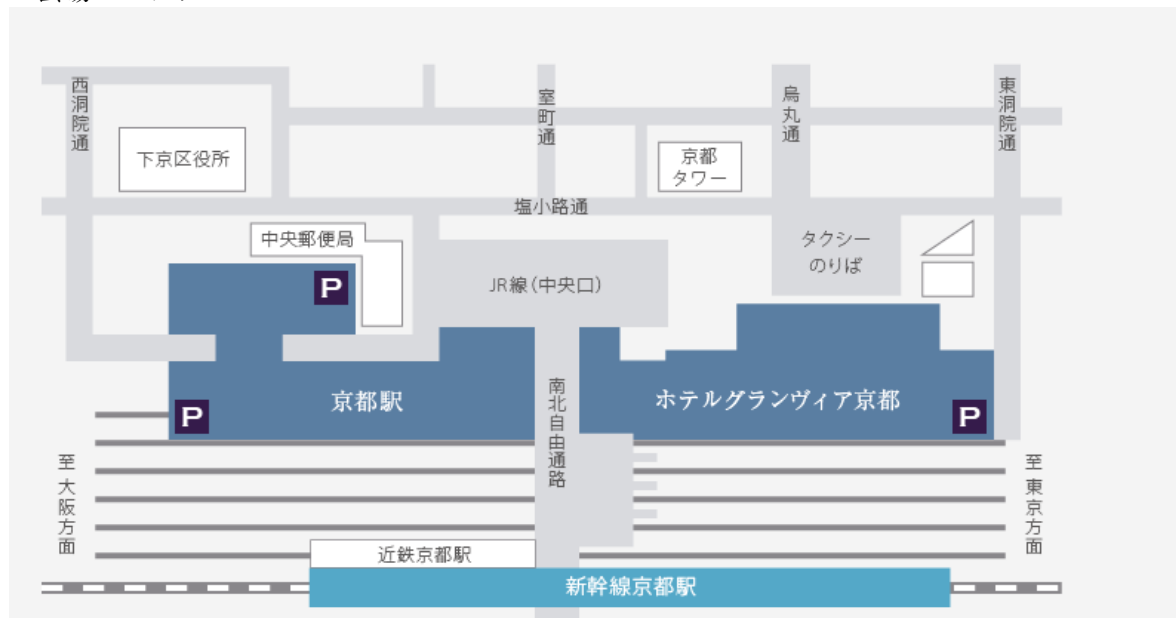 西洞院通
室町通
烏丸通
東洞院通
下京区役所
京都
タワー
塩小路通
中央郵便局
タクシー
のりば
JR線(中央口)
P
京都駅
南北自由通路
ホテルグランヴィア京都
P
P
至 大阪方面
至 東京方面
近鉄京都駅
新幹線京都駅